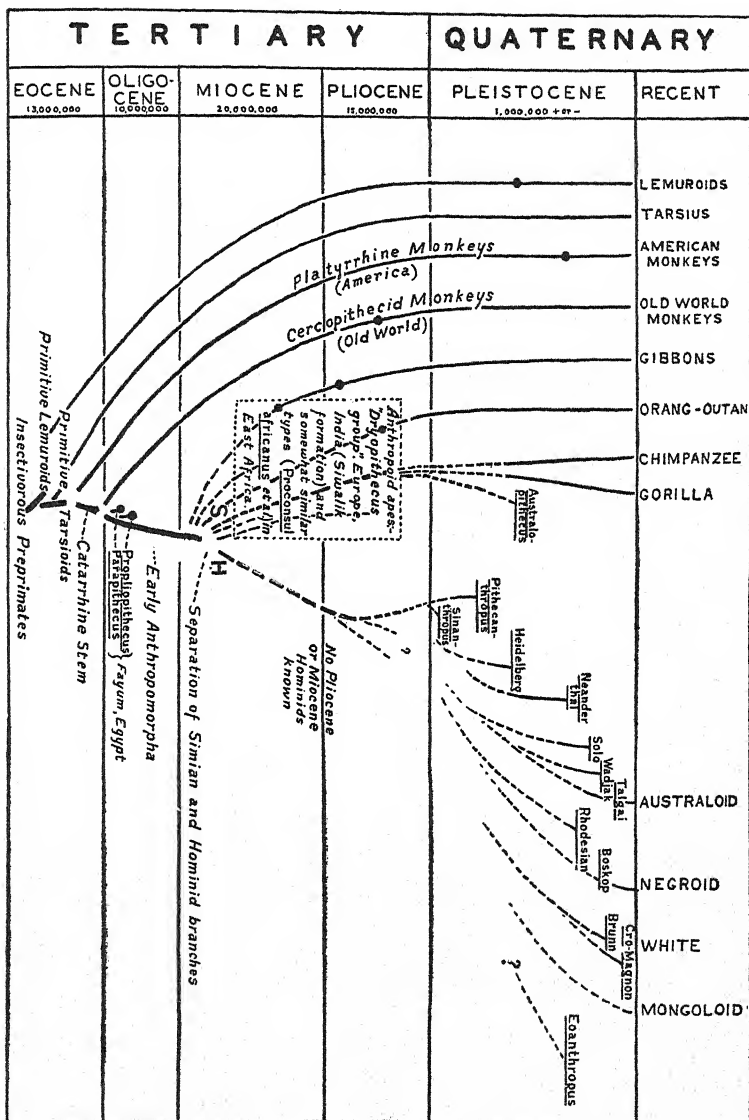 TERTIARY
QUATERNARY
EOCENE
13,000,000
OLIGO-
CENE
10,000,000
MIOCENE
20,000,000
PLIOCENE
15,000,000
PLEISTOCENE
1,000,000 + or -
RECENT
LEMUROIDS
TARSIUS
AMERICAN
MONKEYS
OLD WORLD
MONKEYS
GIBBONS
ORANG-OUTAN
CHIMPANZEE
GORILLA
AUSTRALOID
NEGROID
WHITE
MONGOLOID
Platyrrhine Monkeys
(America)
Cercopithecid Monkeys
(Old World)
Anthropoid apes:-
"Dryopithecus
group." Europe,
India (Siwalik
formation) and
somewhat similar
types (Proconsul
africanus et al) in
East Africa
Insectivorous Preprimates
Primitive Lemuroids
Primitive Tarsioids
Catarrhine Stem
Propliopithecus
Parapithecus
} Fayum, Egypt
Early Anthropomorpha
Separation of Simian and Hominid branches
S
H
No Pliocene
or Miocene
Hominids
known
?
Australo-
pithecus
Pithecan-
thropus
Sinan-
thropus
Heidelberg
Neander
thal
Solo
Wadjak
Talgai
Rhodesian
Boskop
Cro-Magnon
Brunn
?
Eoanthropus